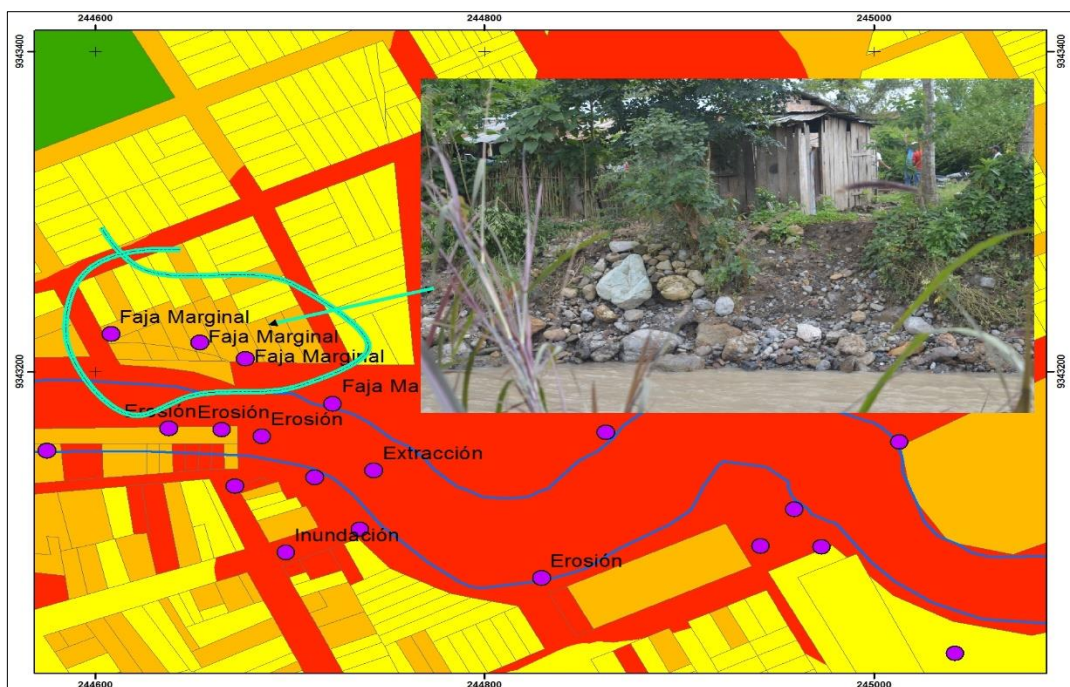 244600
244800
245000
9343400
9343400
Faja Marginal
Faja Marginal
Faja Marginal
9343200
9343200
Faja Ma
Erosión
Erosión
Erosión
Extracción
Inundación
Erosión
244600
244800
245000